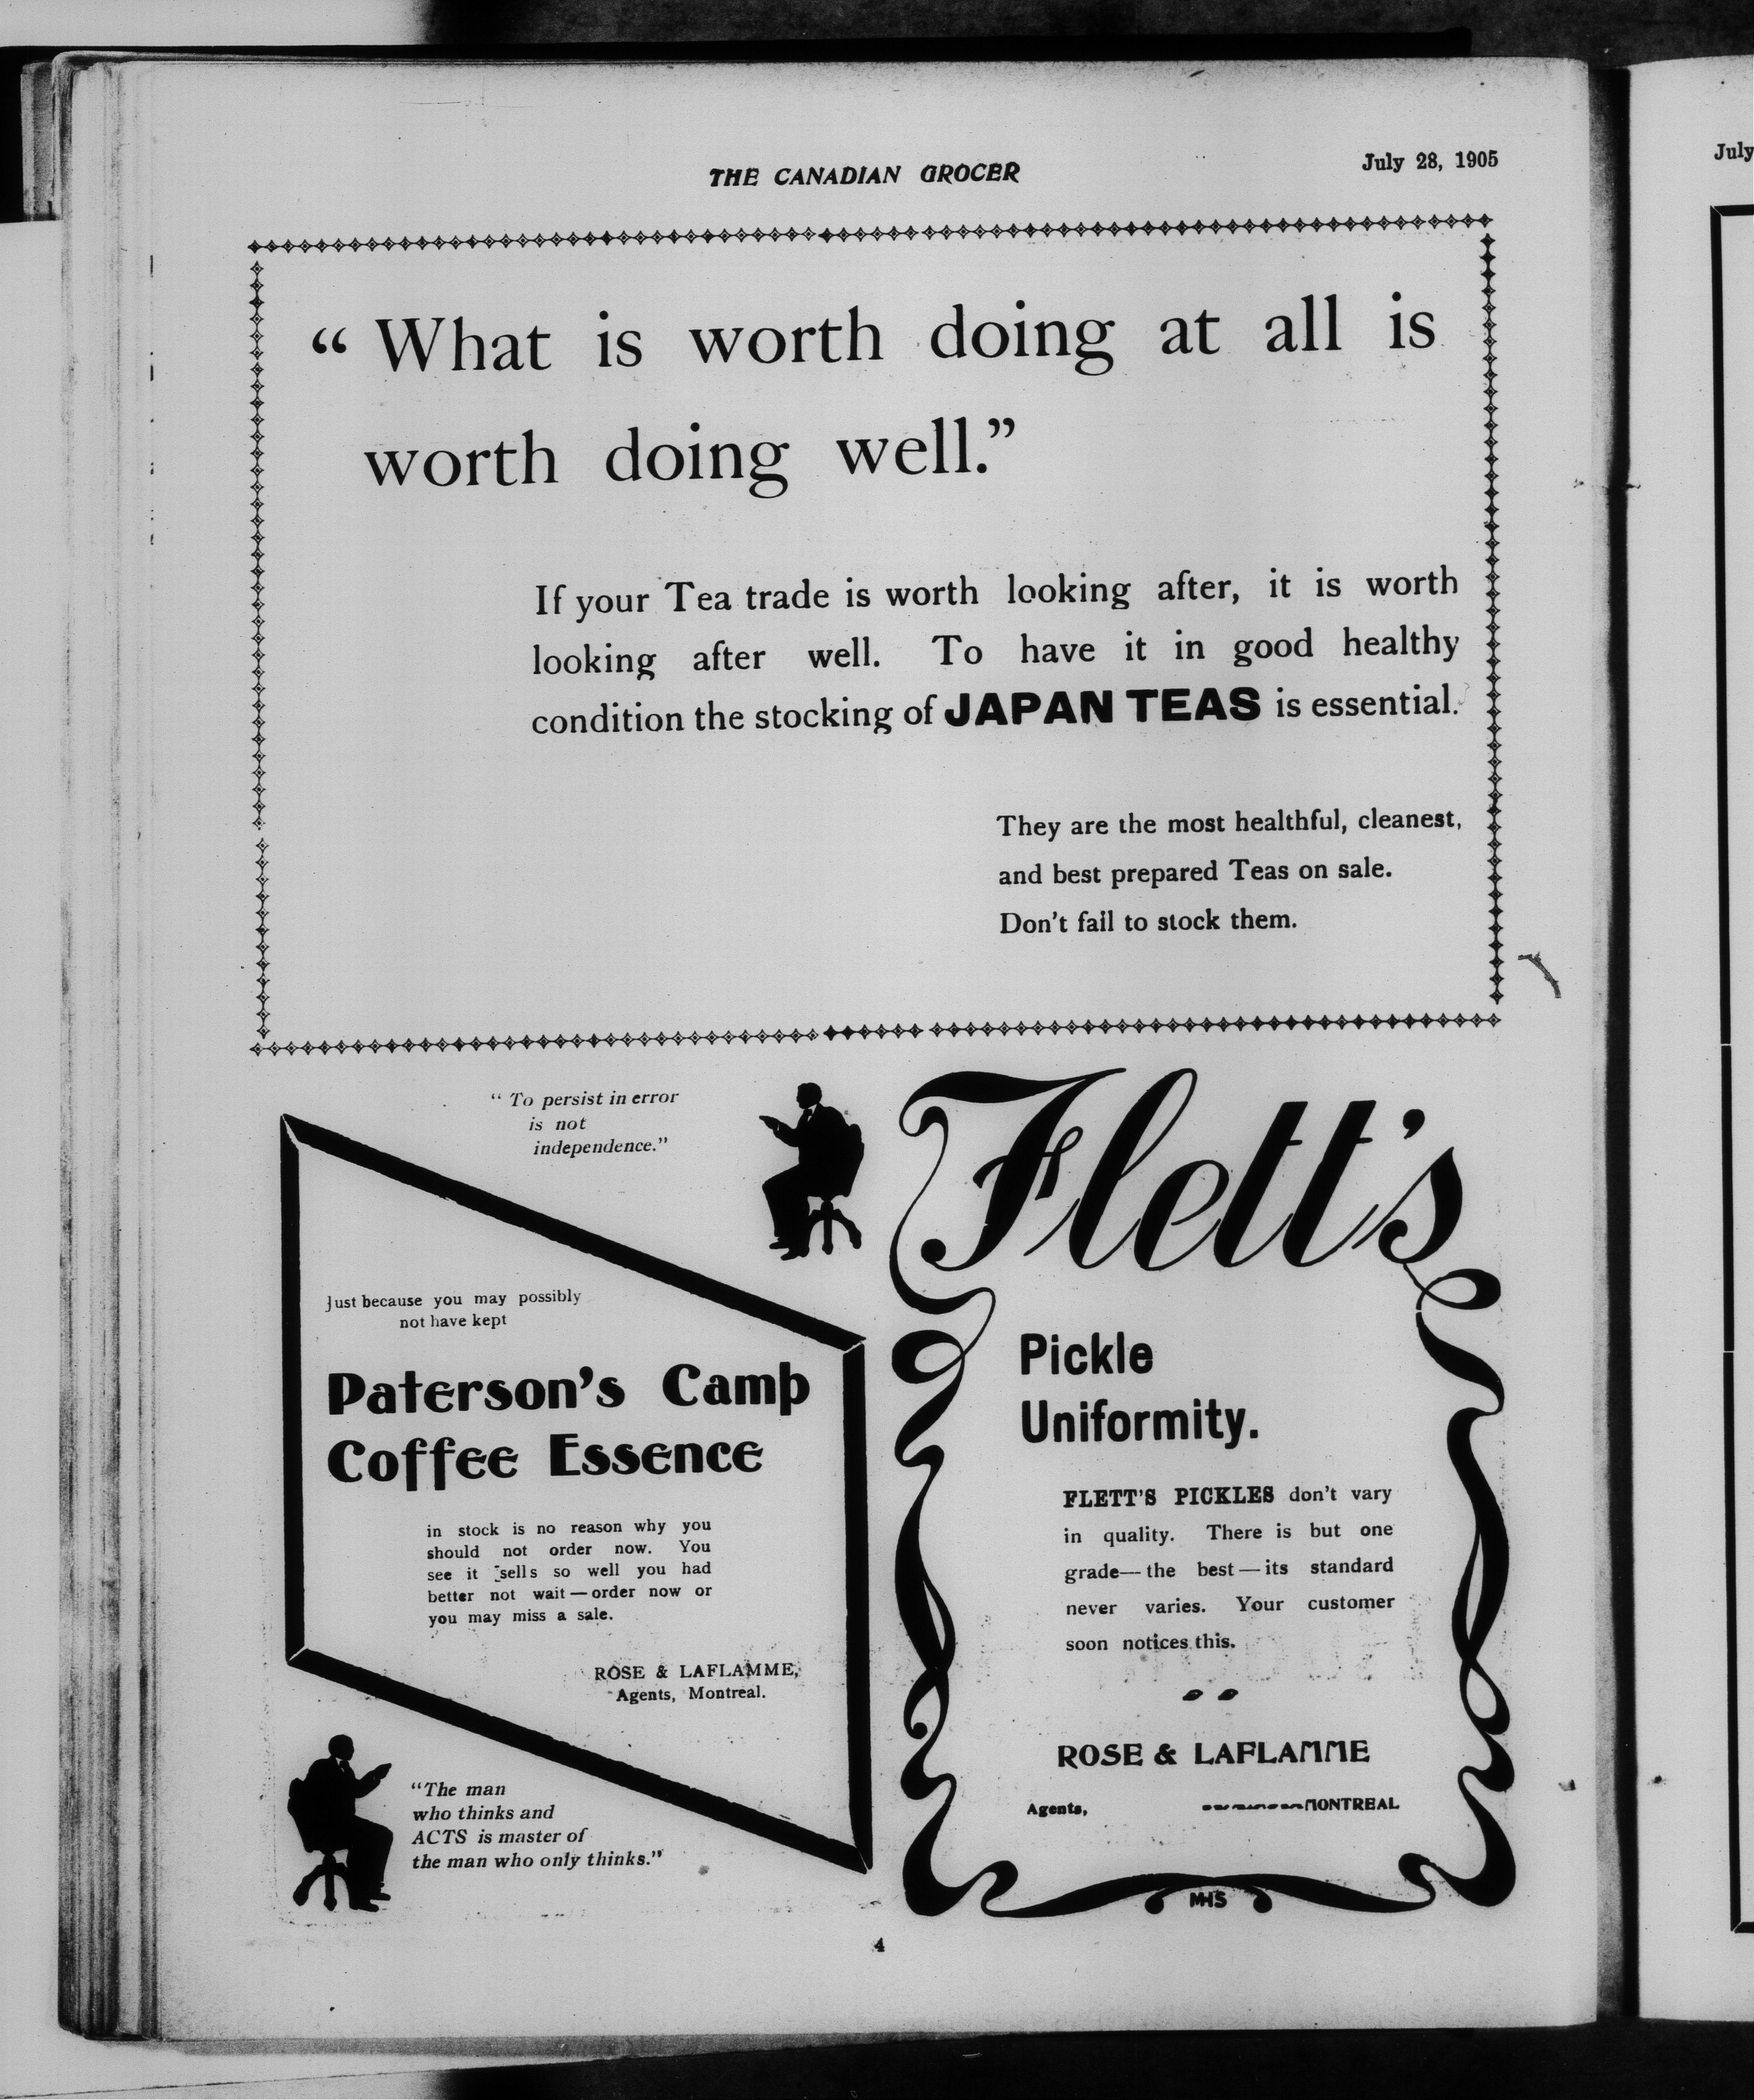 THE CANADIAN GROCER
July 28, 1905
July
“ What is worth doing at all is
worth doing well.”
If your Tea trade is worth looking after, it is worth
looking after well. To have it in good healthy
condition the stocking of JAPAN TEAS is essential.
They are the most healthful, cleanest,
and best prepared Teas on sale.
Don't fail to stock them.
“ To persist in error
is not
independence.”
Just because you may possibly
not have kept
Paterson's Camp
Coffee Essence
in stock is no reason why you
should not order now. You
see it sells so well you had
better not wait — order now or
you may miss a sale.
ROSE & LAFLAMME,
Agents, Montreal.
“The man
who thinks and
ACTS is master of
the man who only thinks.”
Flett's
Pickle
Uniformity.
FLETT'S PICKLES don't vary
in quality. There is but one
grade—the best—its standard
never varies. Your customer
soon notices this.
ROSE & LAFLAMME
Agents, MONTREAL
MHS
4